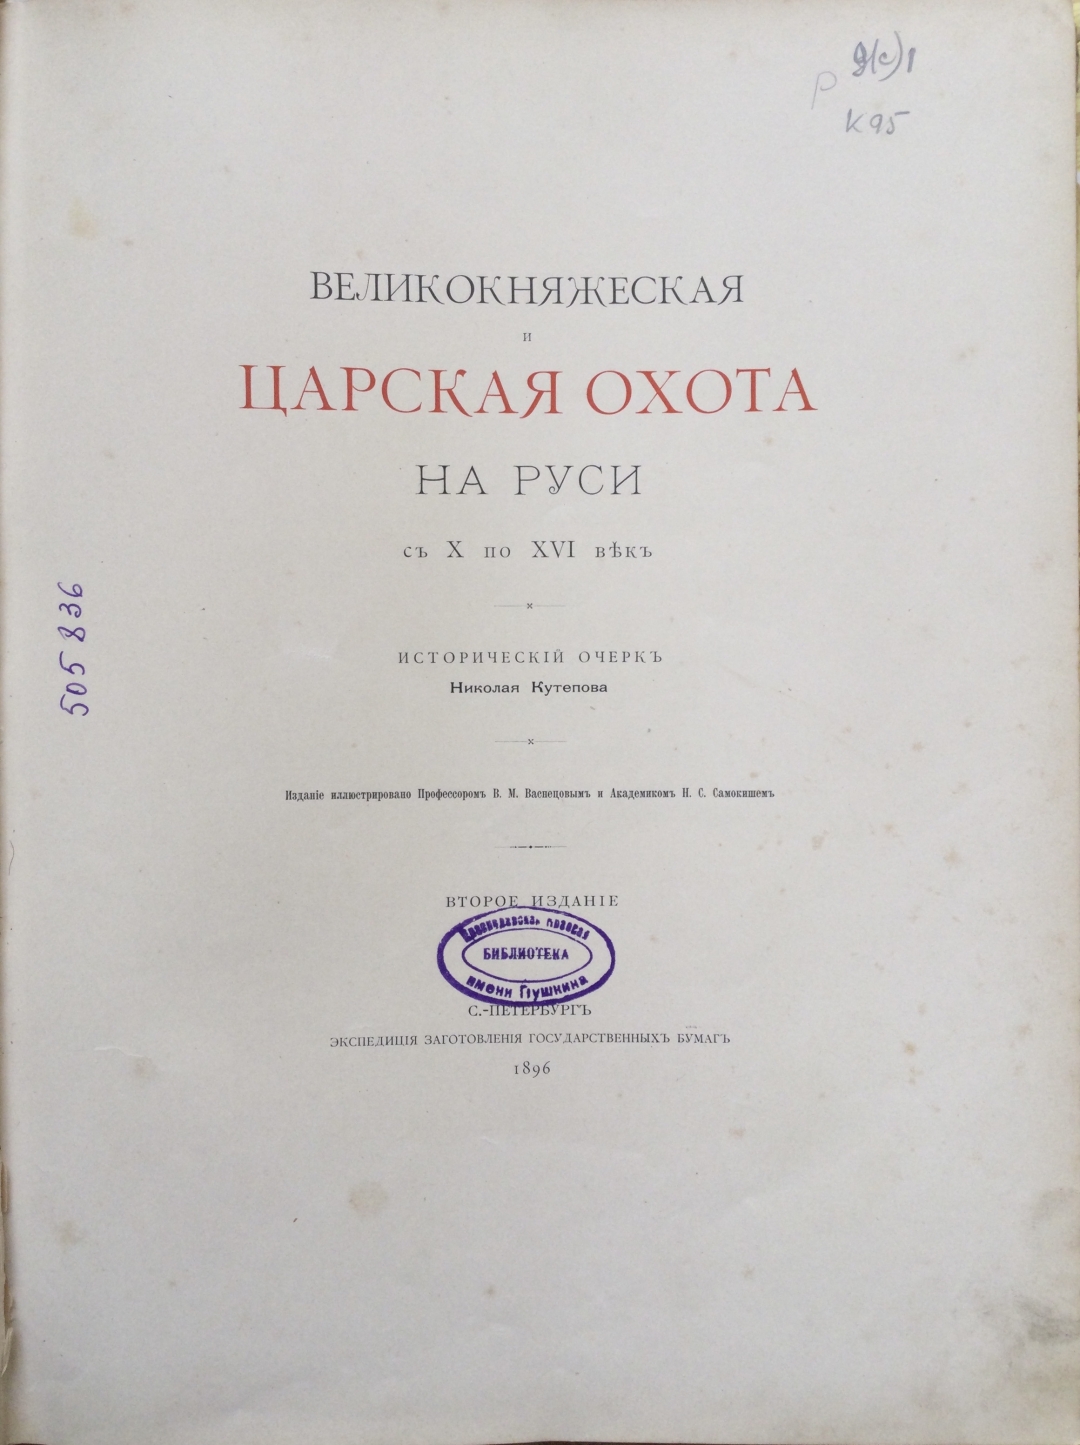 9(с)1
р
К95
ВЕЛИКОКНЯЖЕСКАЯ
И
ЦАРСКАЯ ОХОТА
НА РУСИ
съ X по XVI вѣкъ
ИСТОРИЧЕСКІЙ ОЧЕРКЪ
Николая Кутепова
505836
Изданіе иллюстрировано Профессоромъ В. М. Васнецовымъ и Академикомъ Н. С. Самокишемъ
ВТОРОЕ ИЗДАНІЕ
краевая
БИБЛИОТЕКА
имени Пушкина
С.-ПЕТЕРБУРГЪ
ЭКСПЕДИЦІЯ ЗАГОТОВЛЕНІЯ ГОСУДАРСТВЕННЫХЪ БУМАГЪ
1896